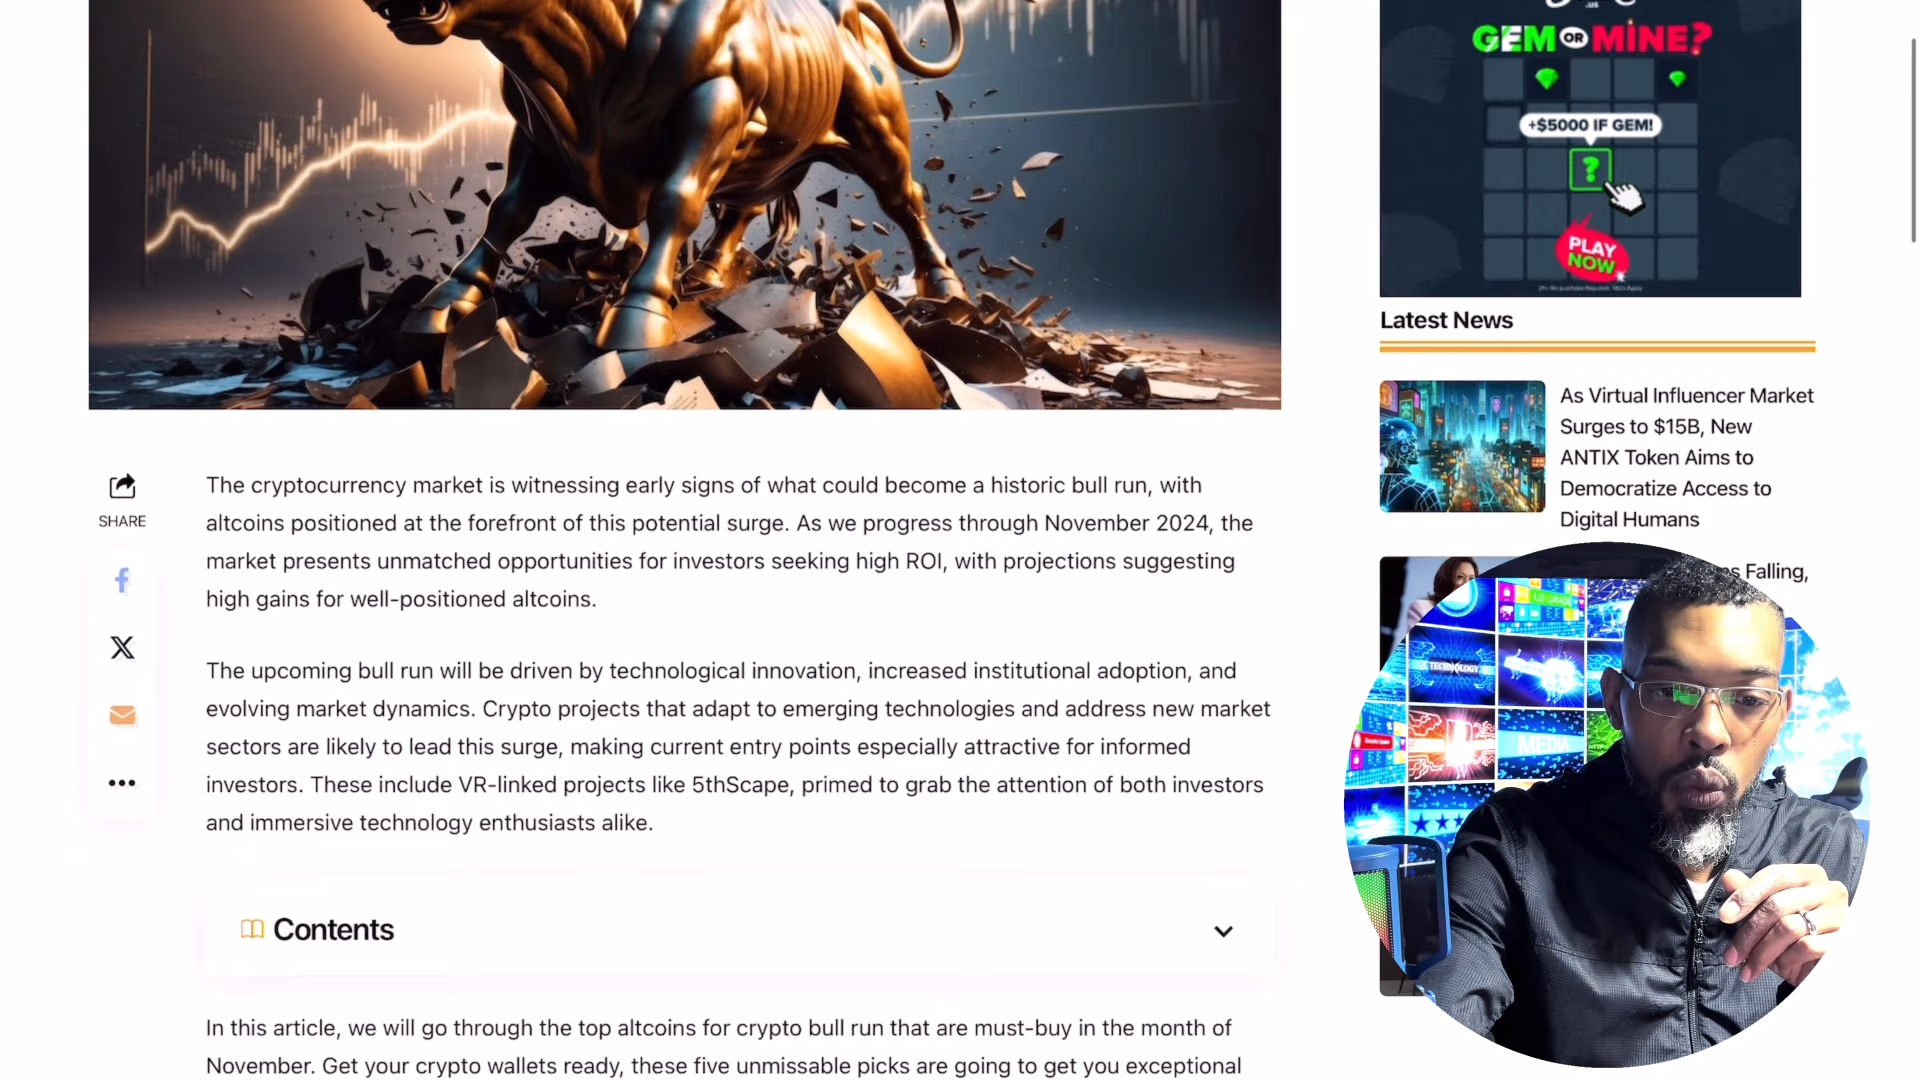 .us
GEM OR MINE?
+$5000 IF GEM!
?
PLAY
NOW
Latest News
As Virtual Influencer Market
Surges to $15B, New
ANTIX Token Aims to
Democratize Access to
Digital Humans
Falling,
SHARE
The cryptocurrency market is witnessing early signs of what could become a historic bull run, with
altcoins positioned at the forefront of this potential surge. As we progress through November 2024, the
market presents unmatched opportunities for investors seeking high ROI, with projections suggesting
high gains for well-positioned altcoins.
The upcoming bull run will be driven by technological innovation, increased institutional adoption, and
evolving market dynamics. Crypto projects that adapt to emerging technologies and address new market
sectors are likely to lead this surge, making current entry points especially attractive for informed
investors. These include VR-linked projects like 5thScape, primed to grab the attention of both investors
and immersive technology enthusiasts alike.
Contents
In this article, we will go through the top altcoins for crypto bull run that are must-buy in the month of
November. Get your crypto wallets ready, these five unmissable picks are going to get you exceptional
TECHNOLOGY
MEDIA